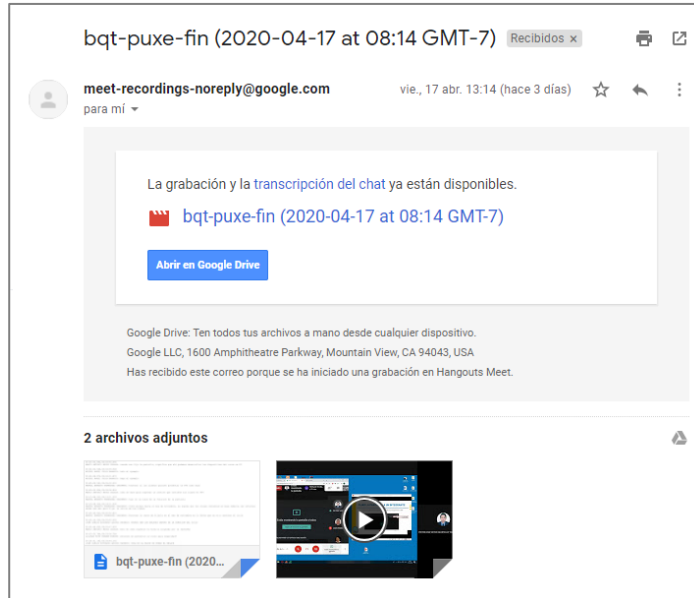 bqt-puxe-fin (2020-04-17 at 08:14 GMT-7) Recibidos x
meet-recordings-noreply@google.com vie., 17 abr. 13:14 (hace 3 días)
para mí
La grabación y la transcripción del chat ya están disponibles.
bqt-puxe-fin (2020-04-17 at 08:14 GMT-7)
Abrir en Google Drive
Google Drive: Ten todos tus archivos a mano desde cualquier dispositivo.
Google LLC, 1600 Amphitheatre Parkway, Mountain View, CA 94043, USA
Has recibido este correo porque se ha iniciado una grabación en Hangouts Meet.
2 archivos adjuntos
bqt-puxe-fin (2020...